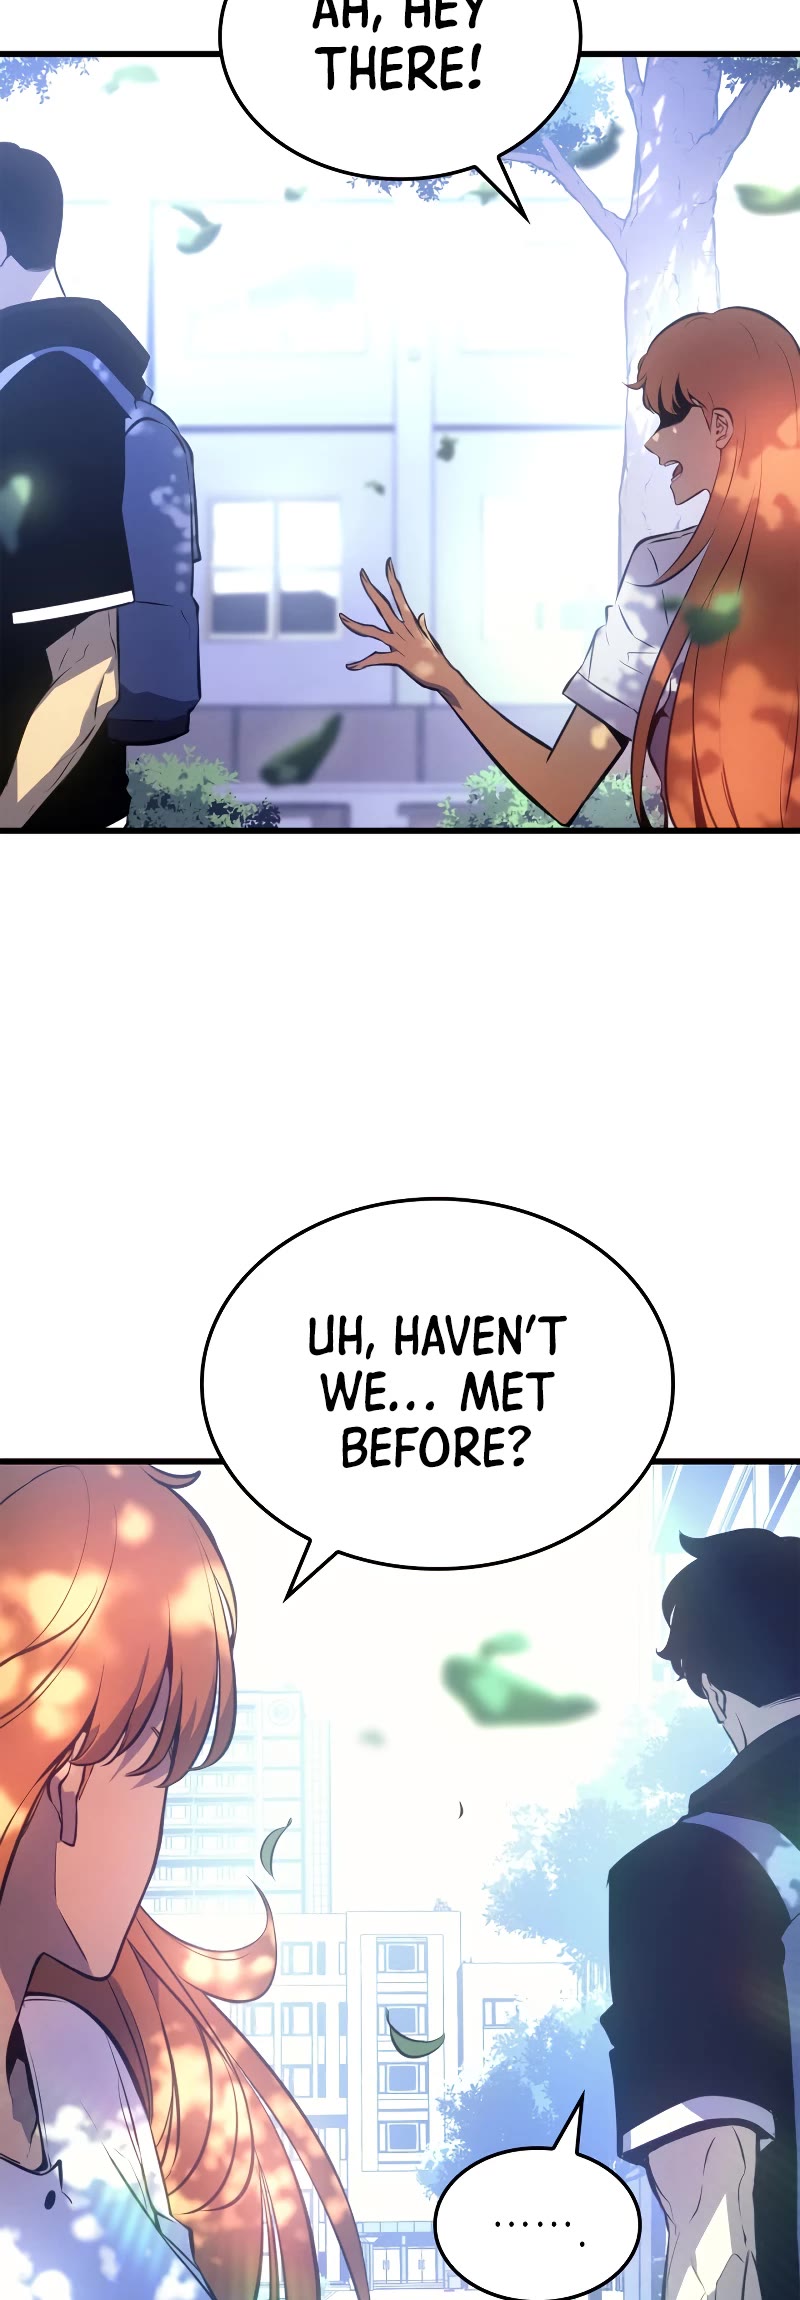 AH, HEY
THERE!
UH, HAVEN'T
WE... MET
BEFORE?
.......